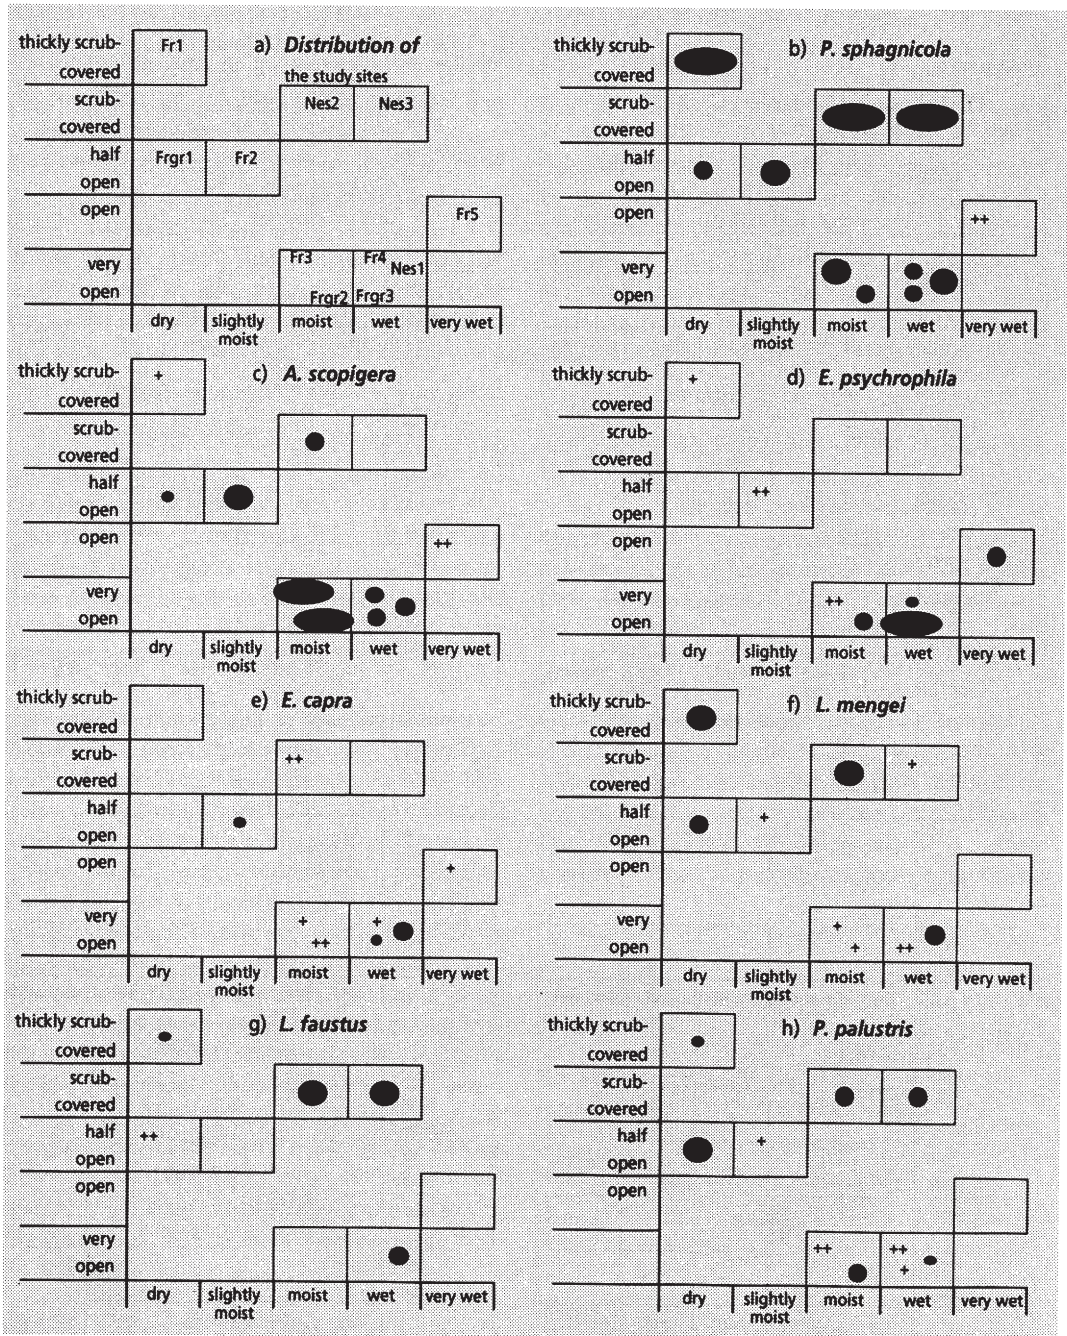 thickly scrub-
covered
Fr1
a) Distribution of
the study sites
scrub-
covered
Nes2 Nes3
half
open
Frgr1 Fr2
open
Fr5
very
open
Fr3 Fr4
Nes1
Frgr2 Frgr3
dry slightly moist wet very wet
moist
thickly scrub-
covered
b) P. sphagnicola
scrub-
covered
half
open
open
++
very
open
dry slightly moist wet very wet
moist
thickly scrub-
covered
+
c) A. scopigera
scrub-
covered
half
open
open
++
very
open
dry slightly moist wet very wet
moist
thickly scrub-
covered
+
d) E. psychrophila
scrub-
covered
half
open
++
open
very
open
++
dry slightly moist wet very wet
moist
thickly scrub-
covered
e) E. capra
scrub-
covered
++
half
open
open
+
very
open
+ +
++
dry slightly moist wet very wet
moist
thickly scrub-
covered
f) L. mengei
scrub-
covered
+
half
open
+
open
very
open
+
+ ++
dry slightly moist wet very wet
moist
thickly scrub-
covered
g) L. faustus
scrub-
covered
half
open
++
open
very
open
dry slightly moist wet very wet
moist
thickly scrub-
covered
h) P. palustris
scrub-
covered
half
open
+
open
++ ++
+
dry slightly moist wet very wet
moist